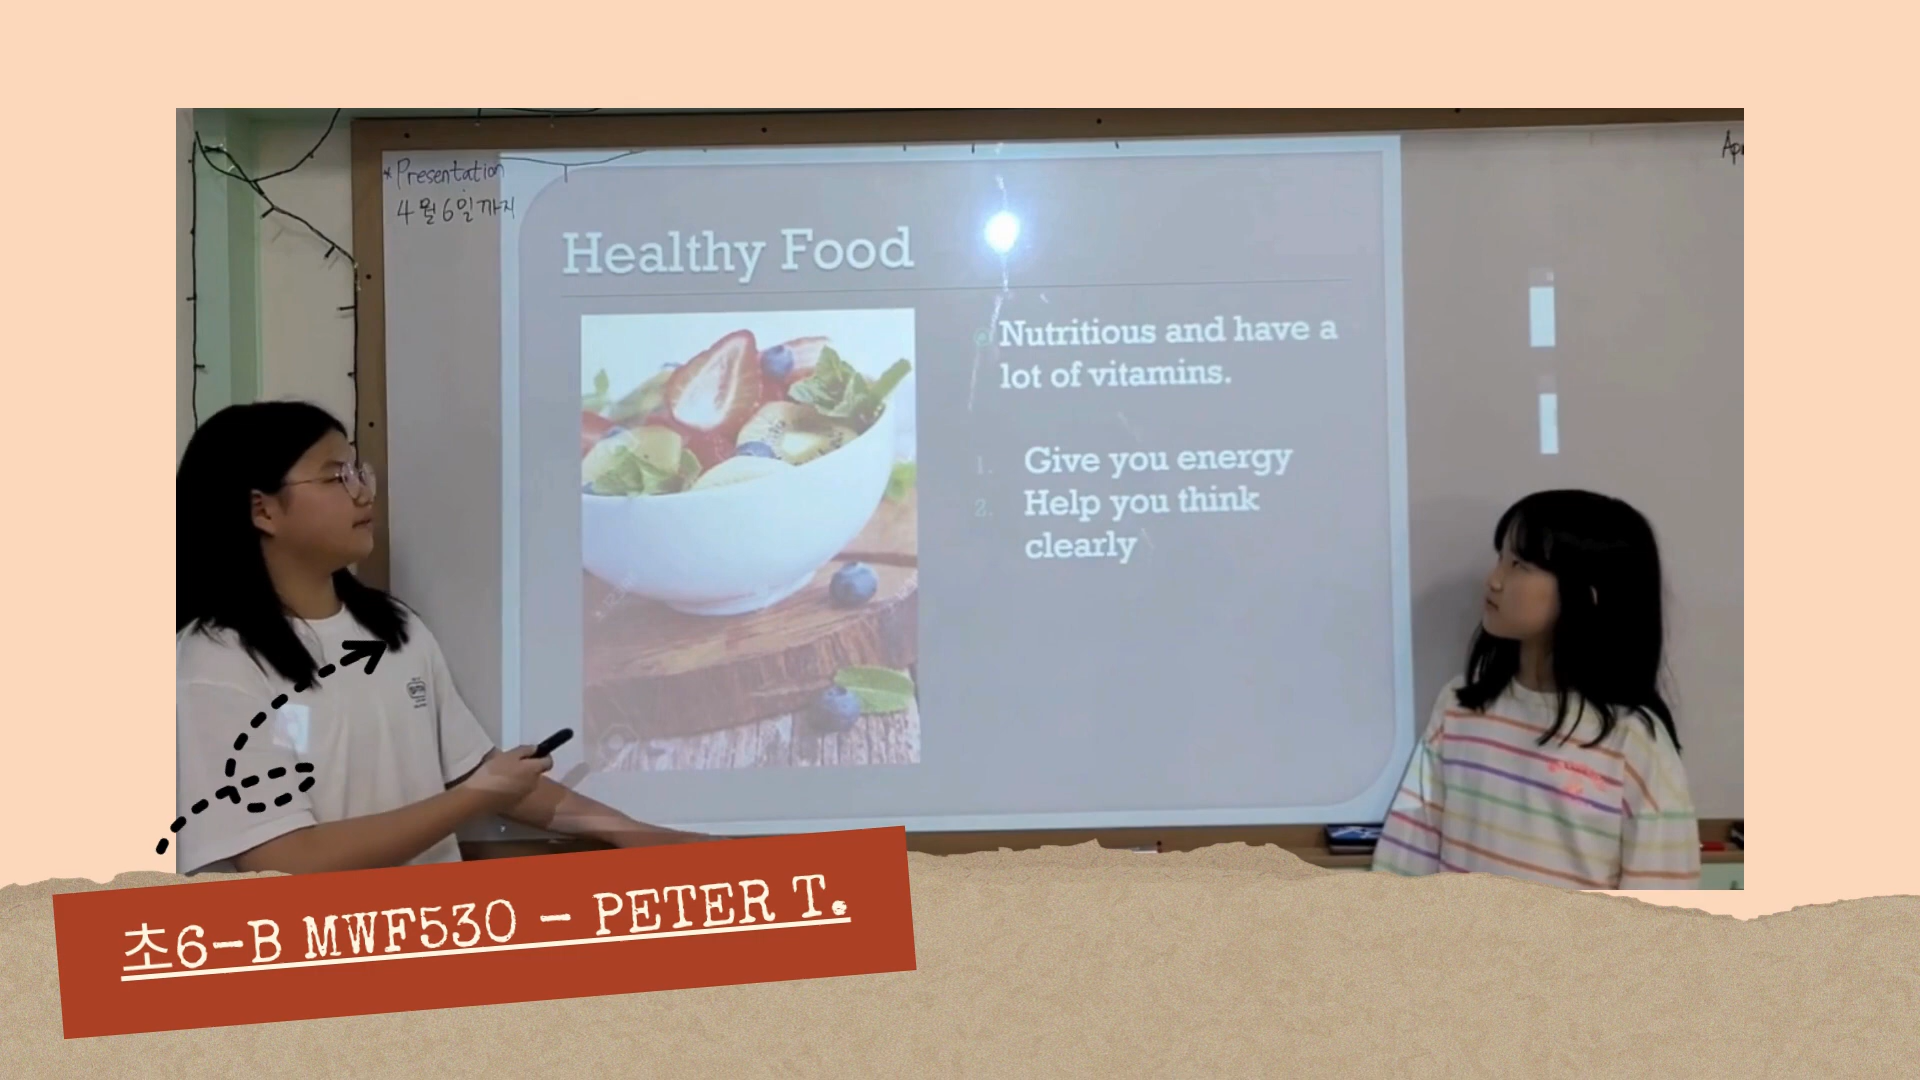 *Presentation
4월6일까지
Apr
Healthy Food
Nutritious and have a
lot of vitamins.
1. Give you energy
2. Help you think
clearly
초6-B MWF530 - PETER T.